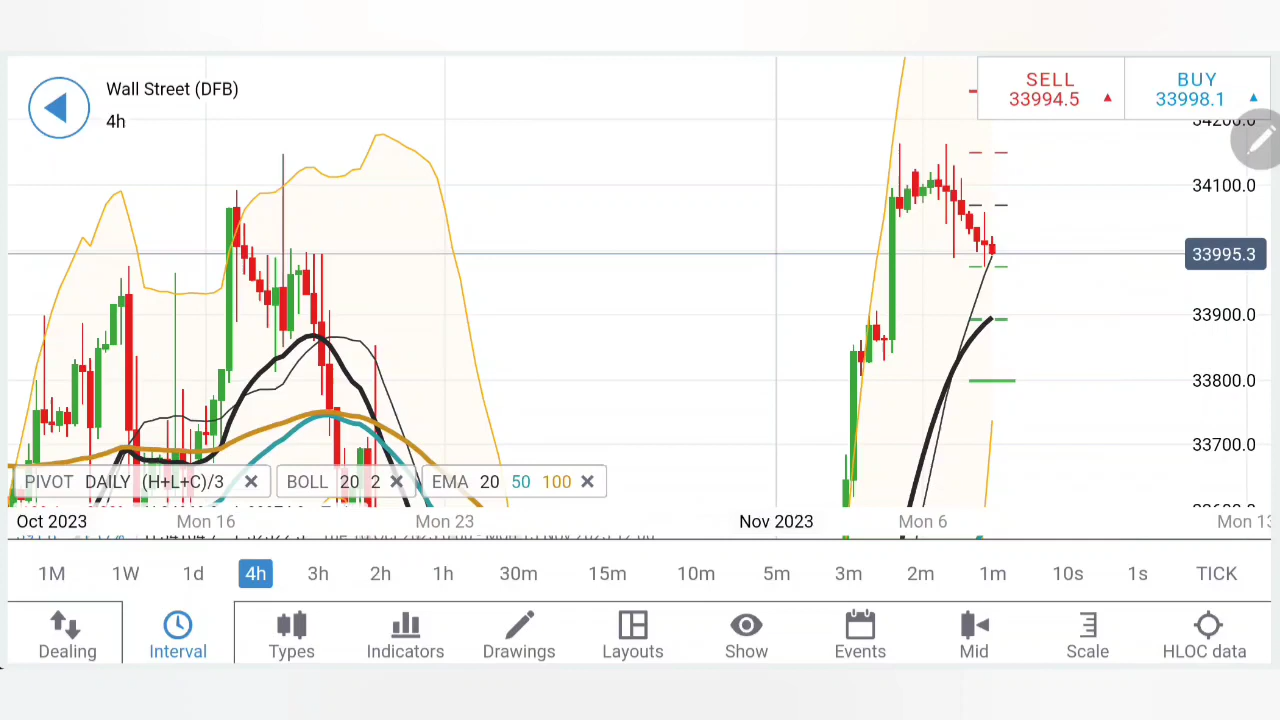 Wall Street (DFB)
4h
SELL
33994.5
BUY
33998.1
34200.0
34100.0
33995.3
33900.0
33800.0
33700.0
PIVOT DAILY (H+L+C)/3
BOLL 20 2
EMA 20 50 100
Oct 2023 Mon 16 Mon 23 Nov 2023 Mon 6 Mon 13
1M 1W 1d 4h 3h 2h 1h 30m 15m 10m 5m 3m 2m 1m 10s 1s TICK
Dealing Interval Types Indicators Drawings Layouts Show Events Mid Scale HLOC data